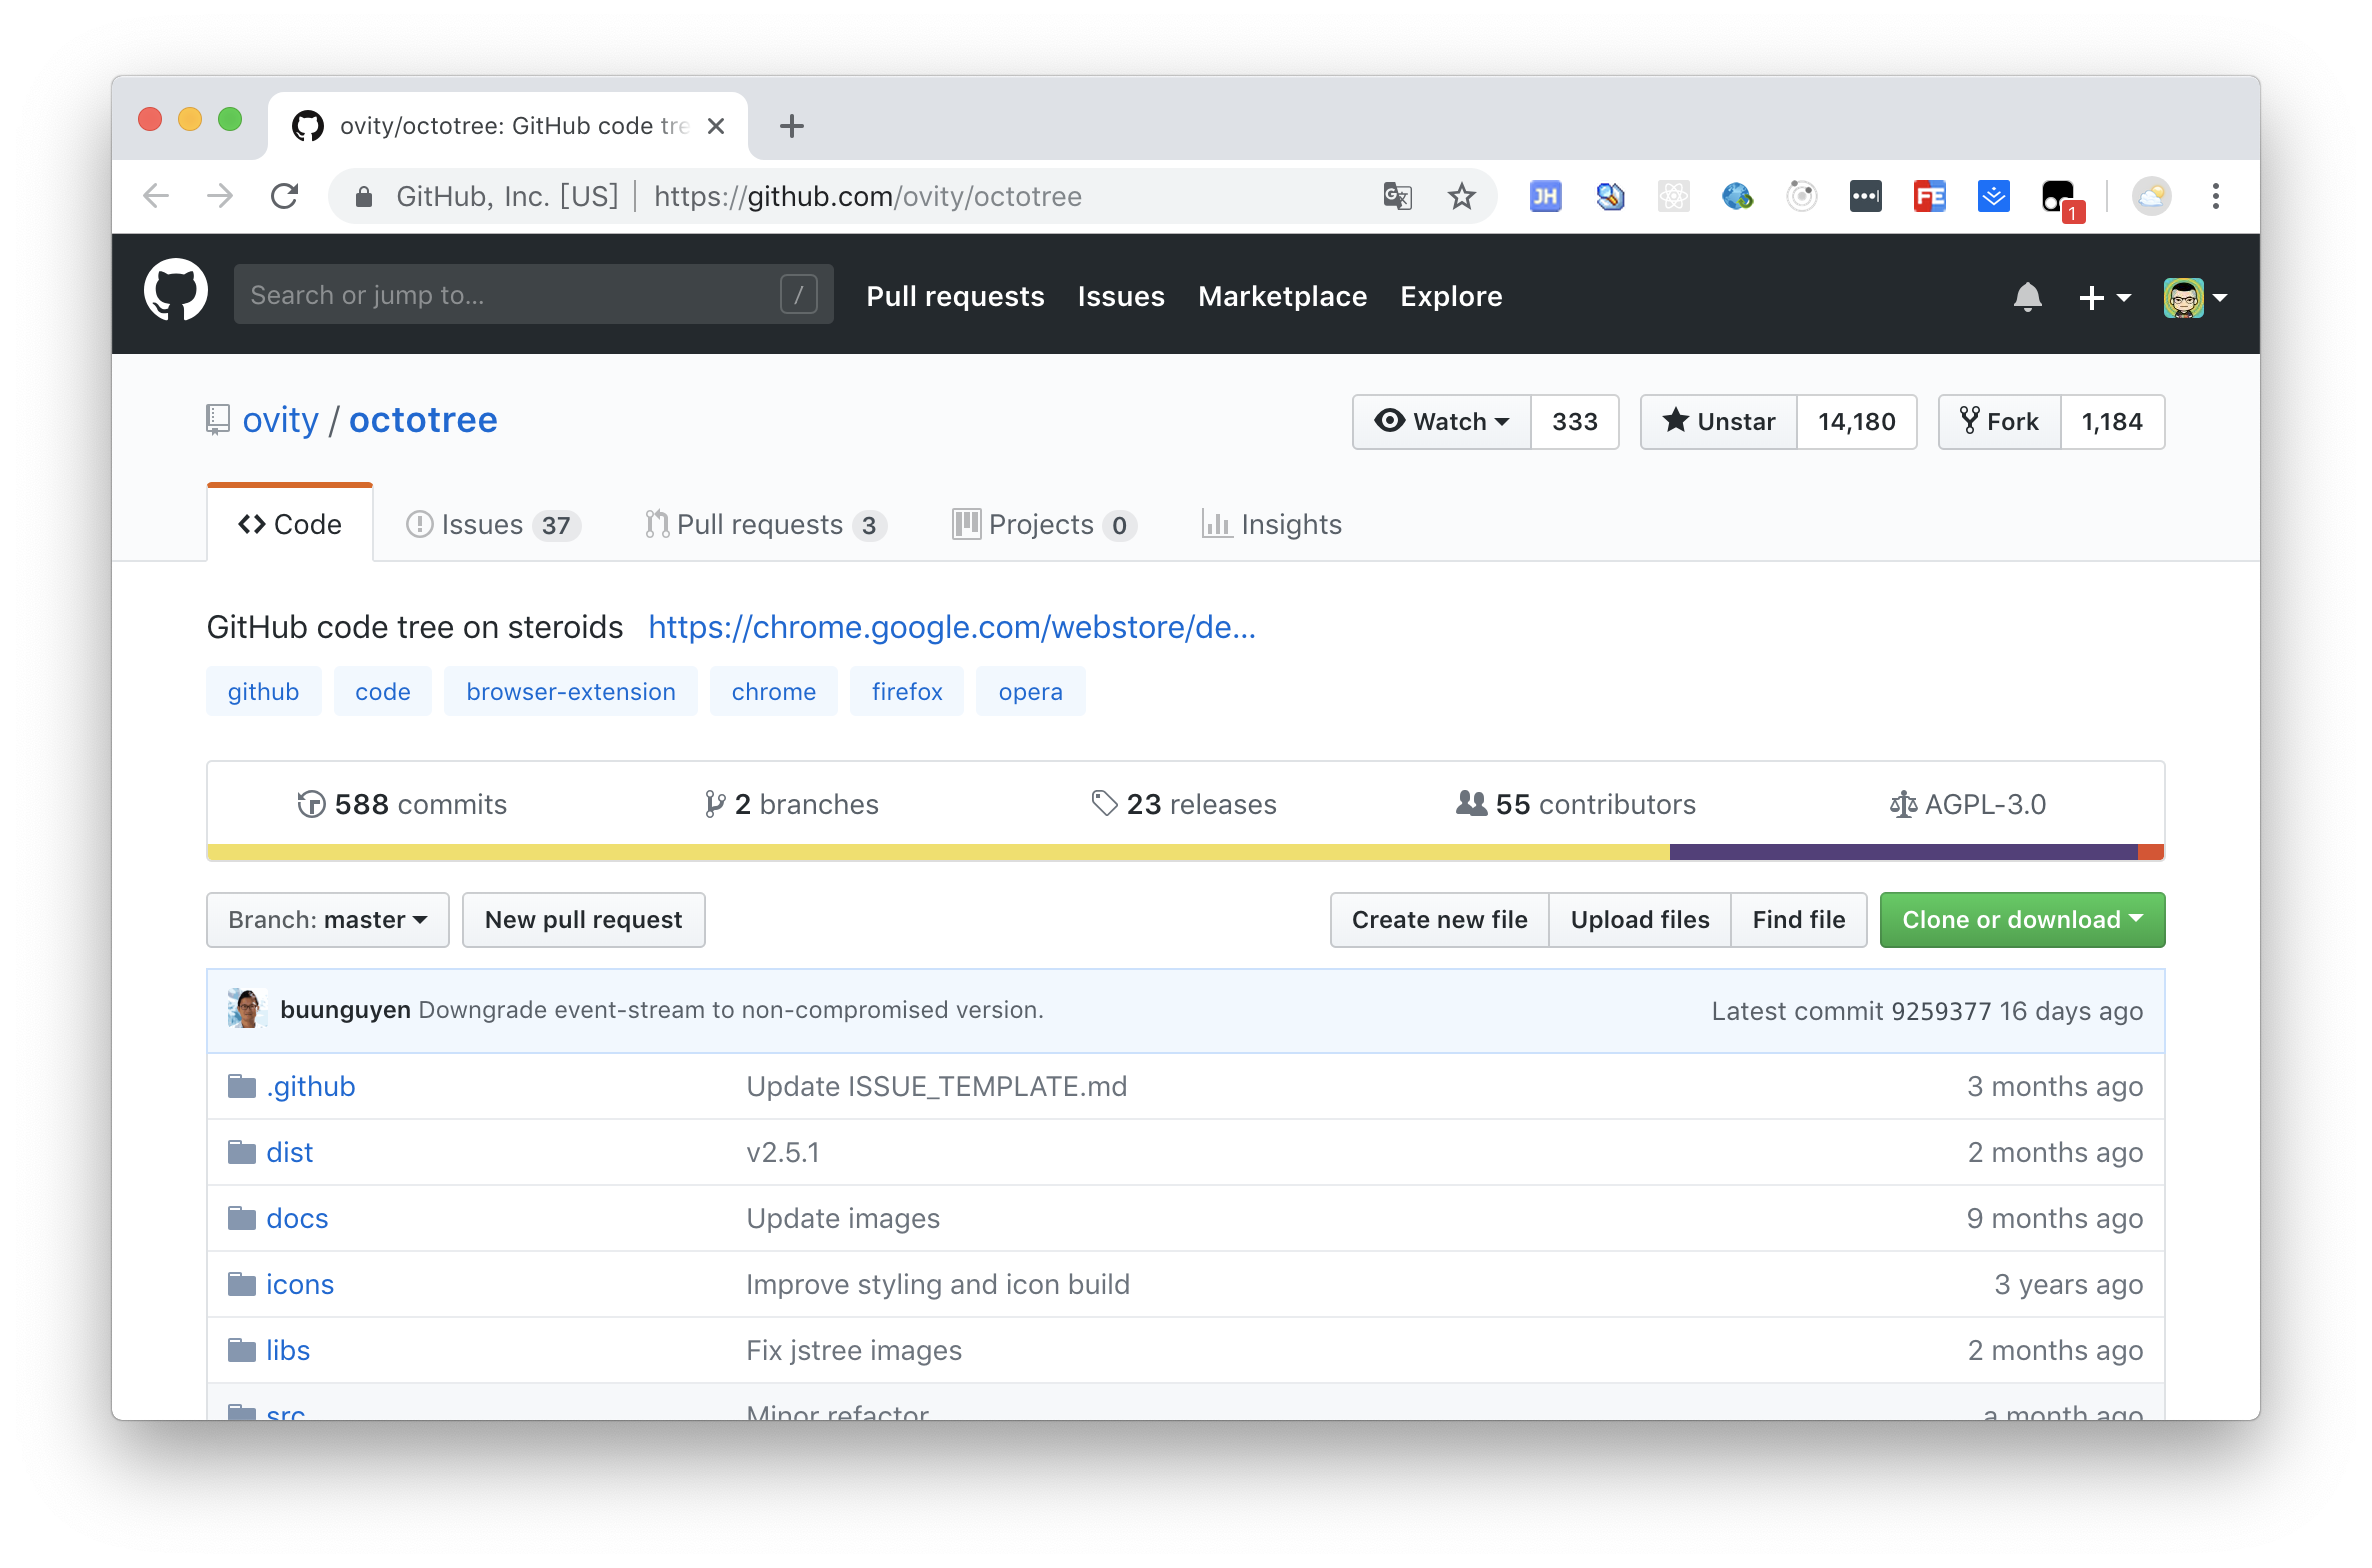 ovity/octotree: GitHub code tre
GitHub, Inc. [US] https://github.com/ovity/octotree
JH
FE
1
Search or jump to... /
Pull requests Issues Marketplace Explore
ovity / octotree
Watch 333 Unstar 14,180 Fork 1,184
Code Issues 37 Pull requests 3 Projects 0 Insights
GitHub code tree on steroids https://chrome.google.com/webstore/de...
github code browser-extension chrome firefox opera
588 commits 2 branches 23 releases 55 contributors AGPL-3.0
Branch: master New pull request Create new file Upload files Find file Clone or download
buunguyen Downgrade event-stream to non-compromised version. Latest commit 9259377 16 days ago
.github Update ISSUE_TEMPLATE.md 3 months ago
dist v2.5.1 2 months ago
docs Update images 9 months ago
icons Improve styling and icon build 3 years ago
libs Fix jstree images 2 months ago
src Minor refactor a month ago